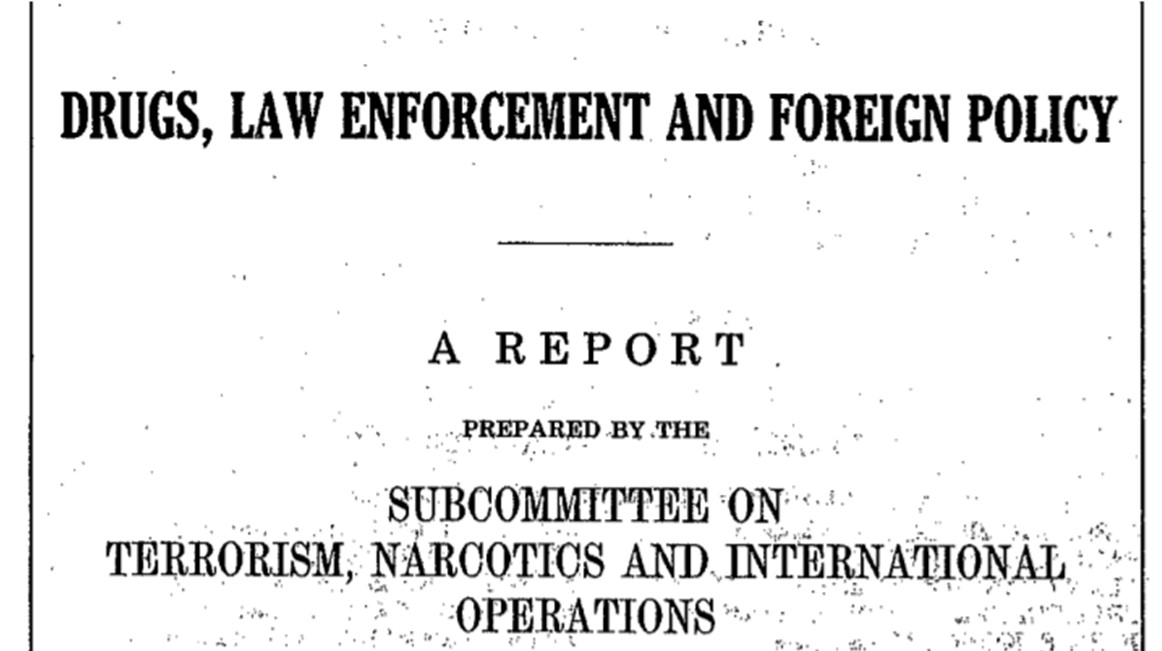 DRUGS, LAW ENFORCEMENT AND FOREIGN POLICY
A REPORT
PREPARED BY THE
SUBCOMMITTEE ON
TERRORISM, NARCOTICS AND INTERNATIONAL
OPERATIONS